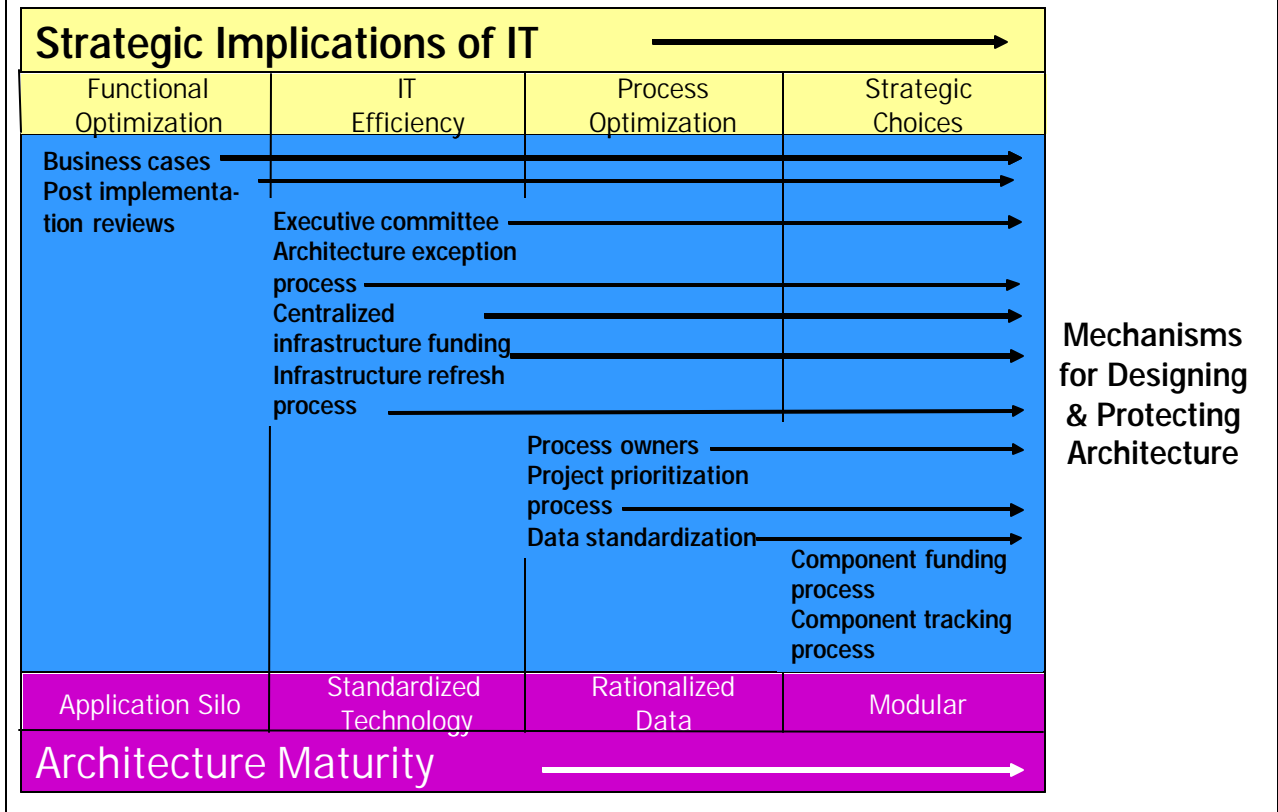 Strategic Implications of IT
Functional
Optimization
IT
Efficiency
Process
Optimization
Strategic
Choices
Business cases
Post implementa-
tion reviews
Executive committee
Architecture exception
process
Centralized
infrastructure funding
Infrastructure refresh
process
Process owners
Project prioritization
process
Data standardization
Component funding
process
Component tracking
process
Mechanisms
for Designing
& Protecting
Architecture
Application Silo
Standardized
Technology
Rationalized
Data
Modular
Architecture Maturity